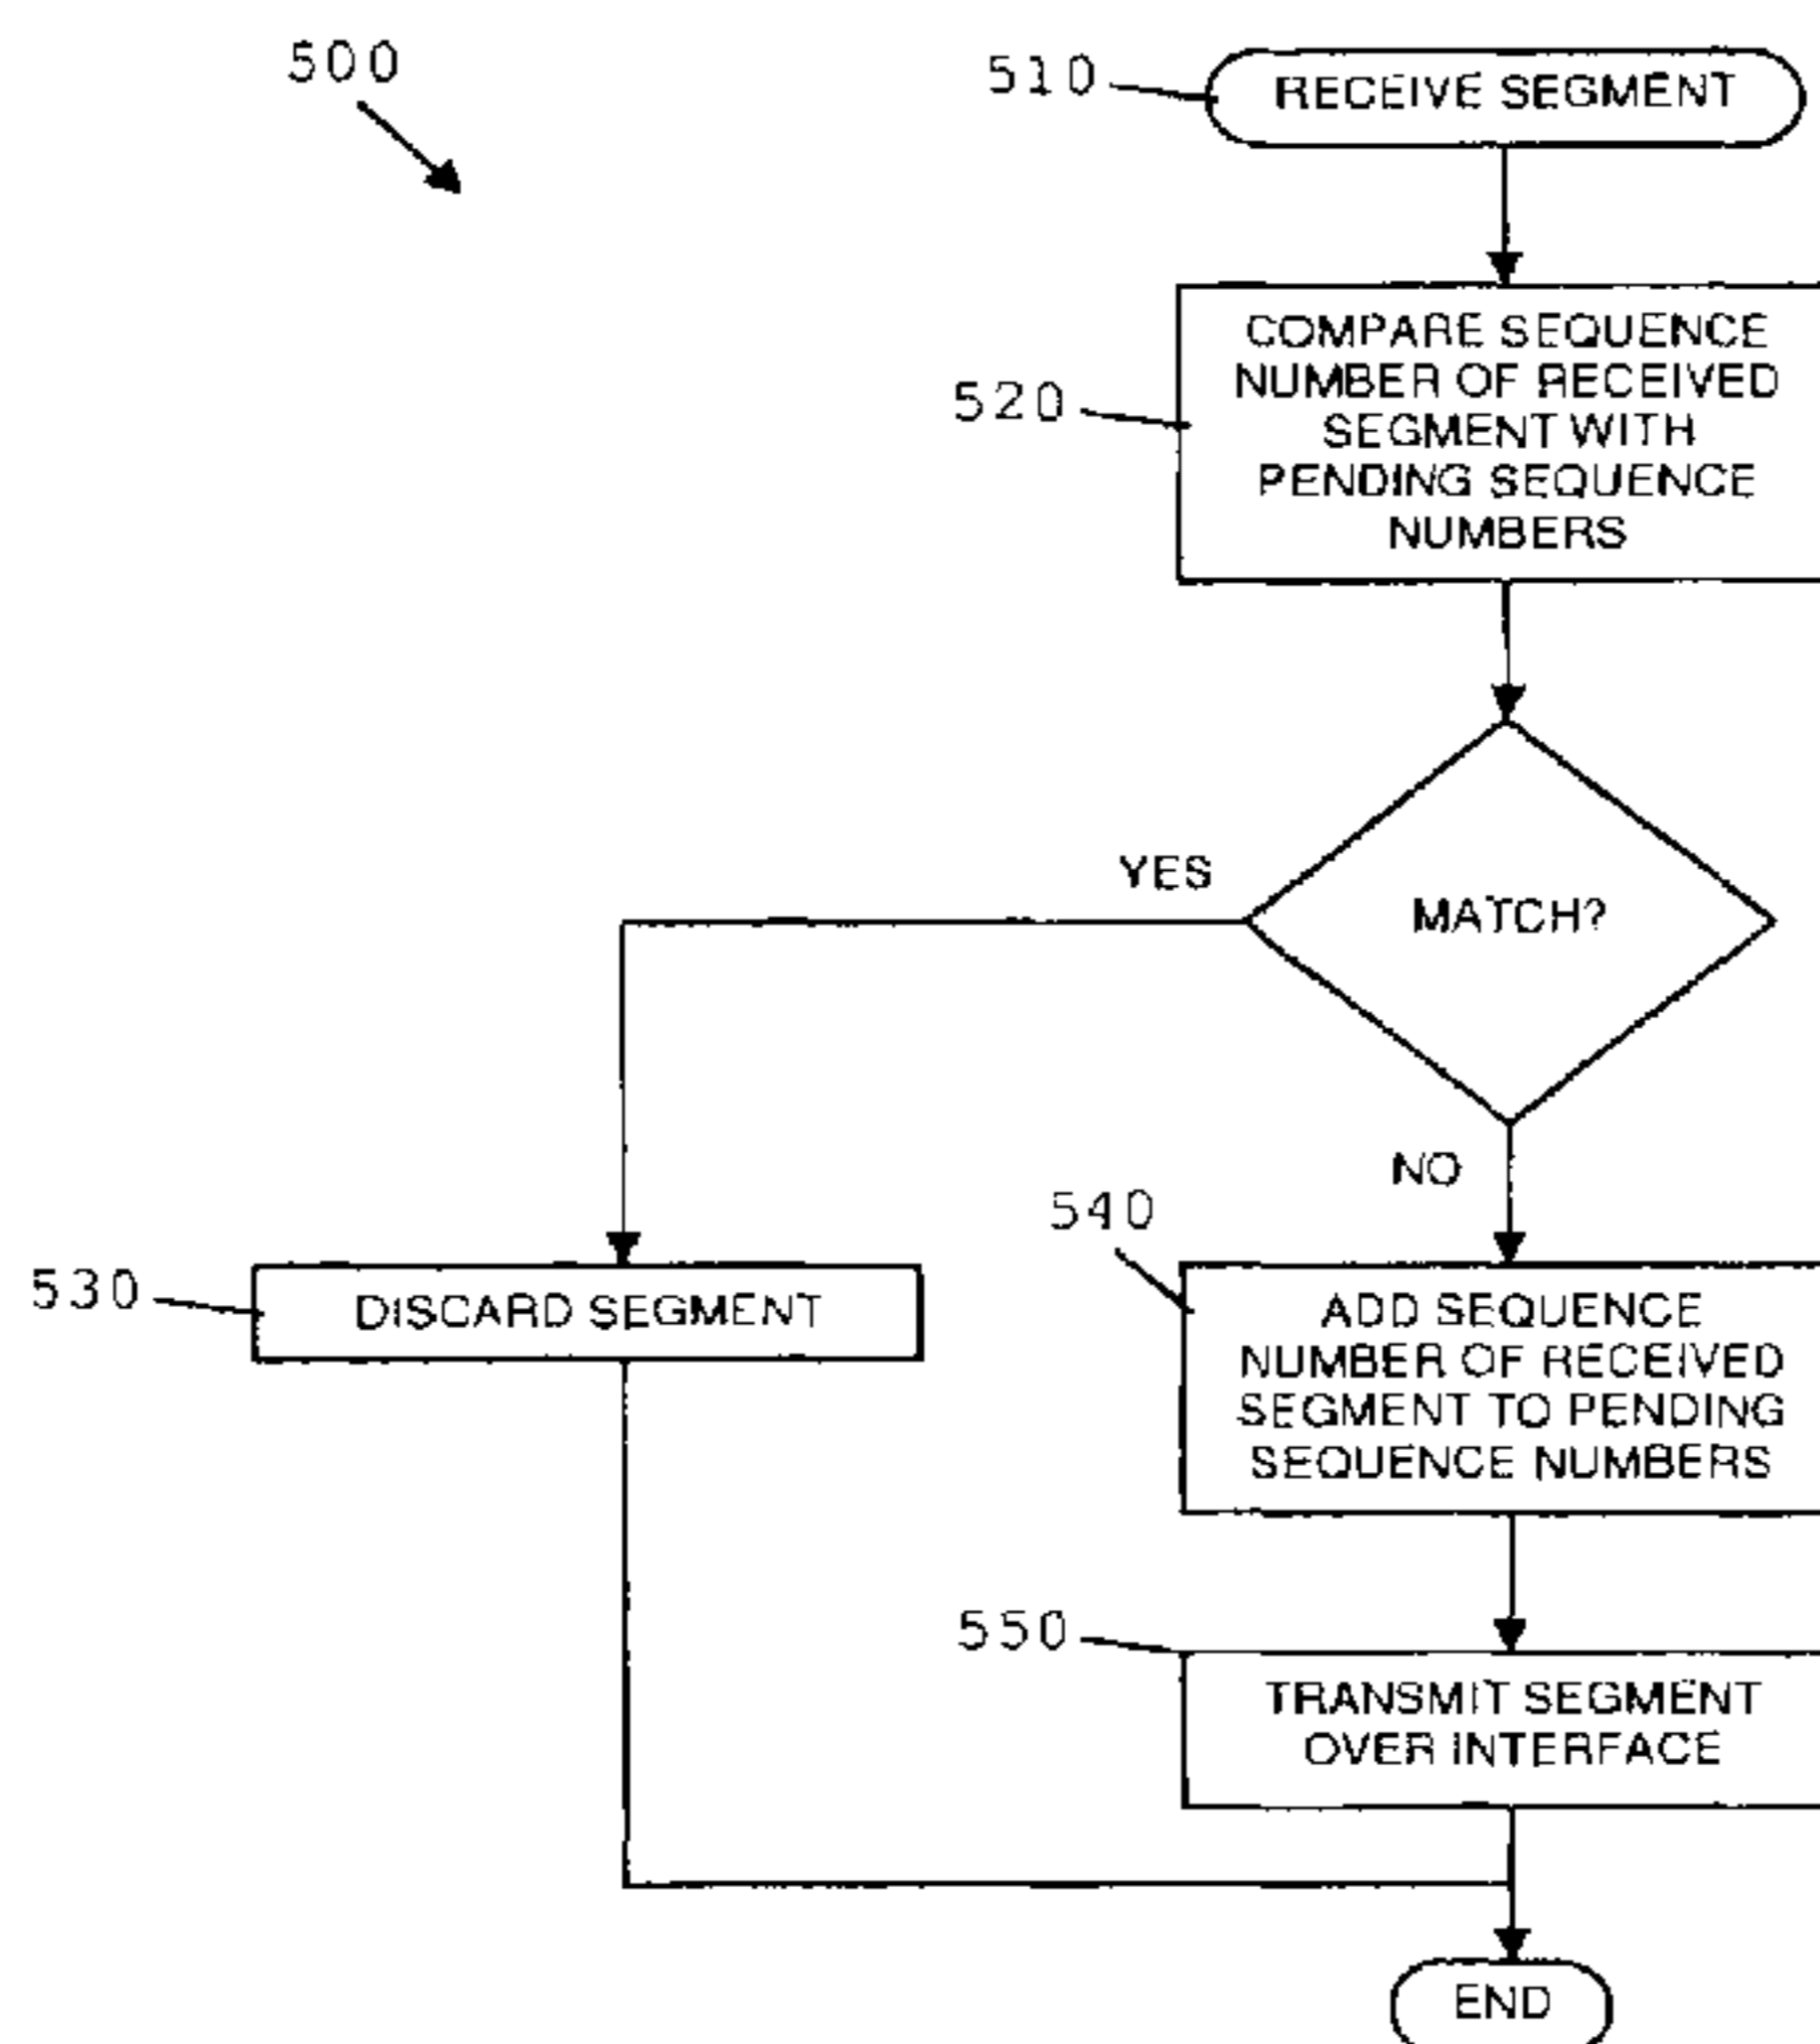 500
510
RECEIVE SEGMENT
520
COMPARE SEQUENCE
NUMBER OF RECEIVED
SEGMENT WITH
PENDING SEQUENCE
NUMBERS
YES
MATCH?
NO
530
DISCARD SEGMENT
540
ADD SEQUENCE
NUMBER OF RECEIVED
SEGMENT TO PENDING
SEQUENCE NUMBERS
550
TRANSMIT SEGMENT
OVER INTERFACE
END